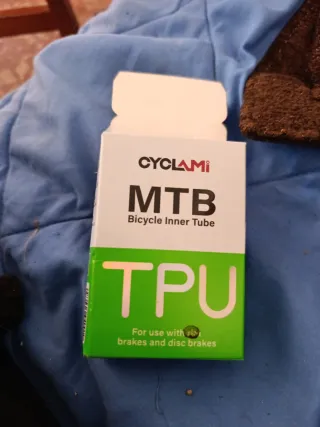 CYCLAMI
MTB
Bicycle Inner Tube
TPU
For use with
brakes and disc brakes